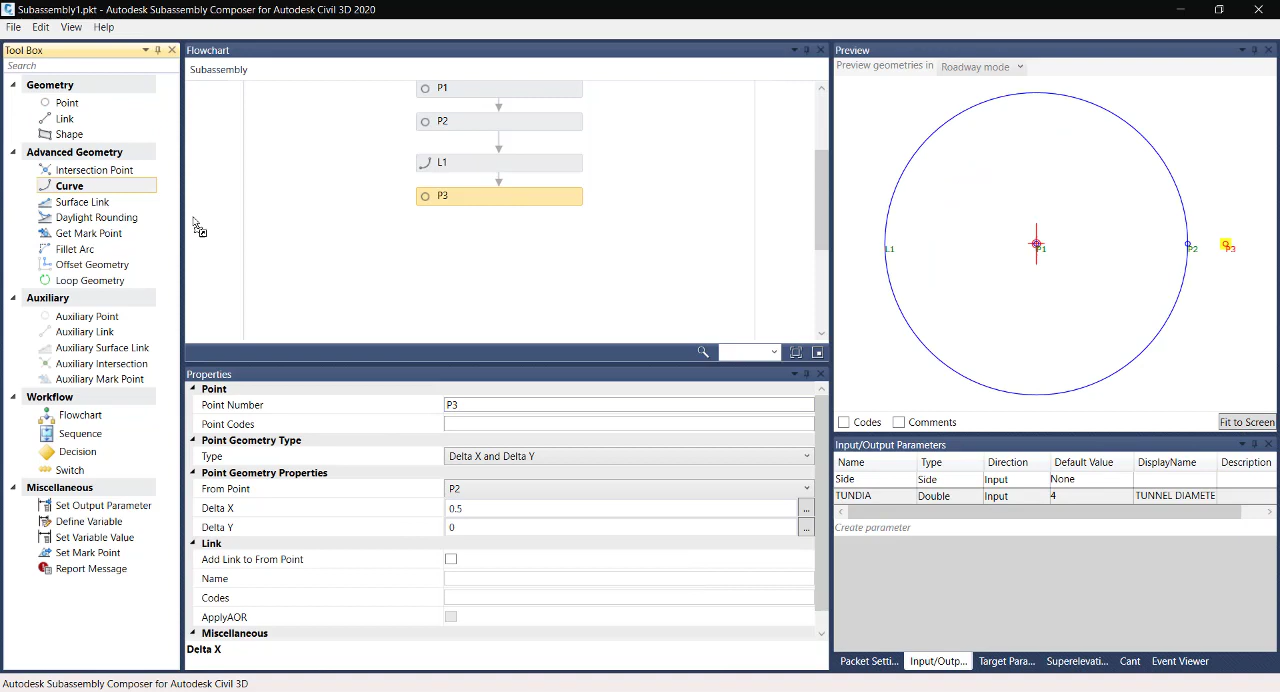 Subassembly1.pkt - Autodesk Subassembly Composer for Autodesk Civil 3D 2020
File Edit View Help
Tool Box
Search
Geometry
Point
Link
Shape
Advanced Geometry
Intersection Point
Curve
Surface Link
Daylight Rounding
Get Mark Point
Fillet Arc
Offset Geometry
Loop Geometry
Auxiliary
Auxiliary Point
Auxiliary Link
Auxiliary Surface Link
Auxiliary Intersection
Auxiliary Mark Point
Workflow
Flowchart
Sequence
Decision
Switch
Miscellaneous
Set Output Parameter
Define Variable
Set Variable Value
Set Mark Point
Report Message
Flowchart
Subassembly
P1
P2
L1
P3
Properties
Point
Point Number P3
Point Codes
Point Geometry Type
Type Delta X and Delta Y
Point Geometry Properties
From Point P2
Delta X 0.5 ...
Delta Y 0 ...
Link
Add Link to From Point
Name
Codes
ApplyAOR
Miscellaneous
Delta X
Preview
Preview geometries in Roadway mode
L1 P1 P2 P3
Codes Comments Fit to Screen
Input/Output Parameters
Name Type Direction Default Value DisplayName Description
Side Side Input None
TUNDIA Double Input 4 TUNNEL DIAMETE
Create parameter
Packet Setti... Input/Outp... Target Para... Superelevati... Cant Event Viewer
Autodesk Subassembly Composer for Autodesk Civil 3D